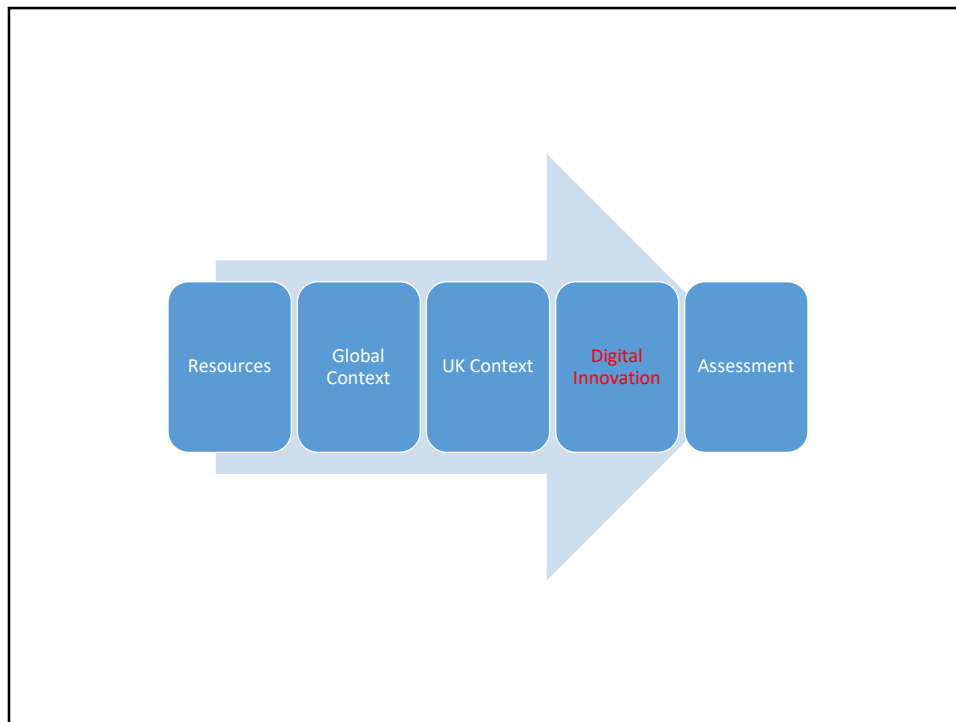 Resources
Global
Context
UK Context
Digital
Innovation
Assessment